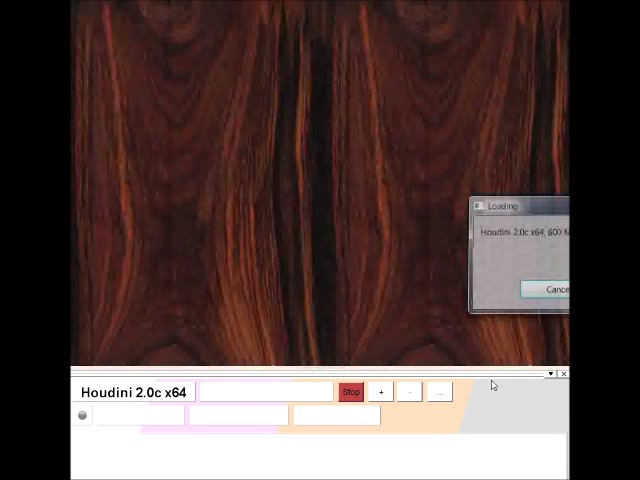 Loading
Houdini 2.0c x64, 600 M
Cance
Houdini 2.0c x64
Stop
+
-
...